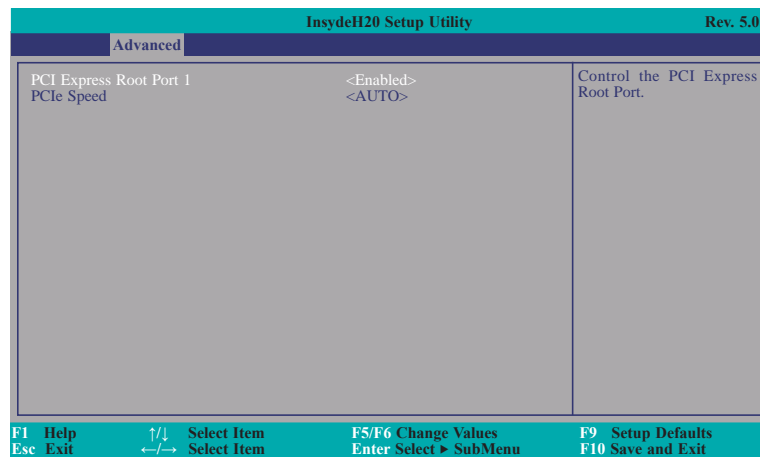 InsydeH20 Setup Utility Rev. 5.0
Advanced
PCI Express Root Port 1 <Enabled>
PCIe Speed <AUTO>
Control the PCI Express
Root Port.
F1 Help ↑/↓ Select Item F5/F6 Change Values F9 Setup Defaults
Esc Exit ←/→ Select Item Enter Select ► SubMenu F10 Save and Exit